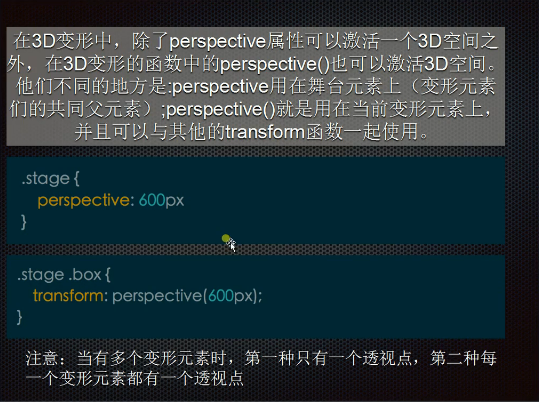 在3D变形中，除了perspective属性可以激活一个3D空间之
外，在3D变形的函数中的perspective()也可以激活3D空间。
他们不同的地方是:perspective用在舞台元素上（变形元素
们的共同父元素）;perspective()就是用在当前变形元素上，
并且可以与其他的transform函数一起使用。
.stage {
perspective: 600px
}
.stage .box {
transform: perspective(600px);
}
注意：当有多个变形元素时，第一种只有一个透视点，第二种每
一个变形元素都有一个透视点